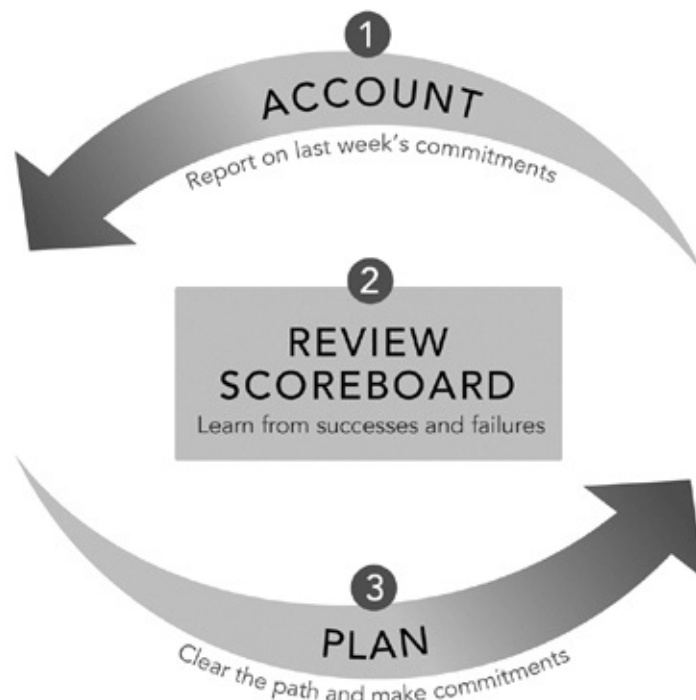 1
ACCOUNT
Report on last week's commitments
2
REVIEW
SCOREBOARD
Learn from successes and failures
3
PLAN
Clear the path and make commitments